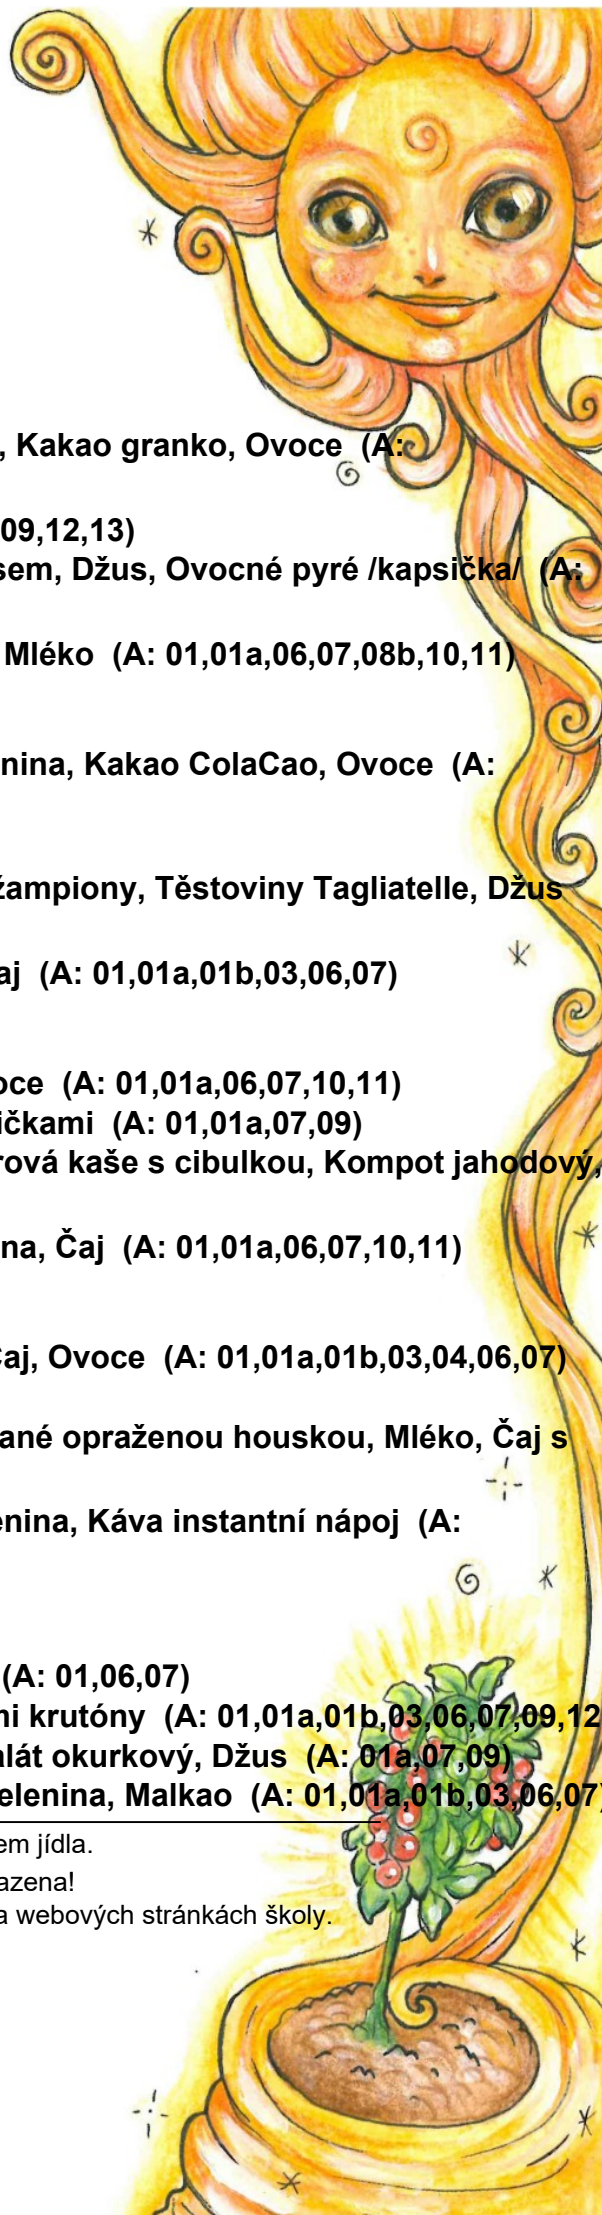 , Kakao granko, Ovoce (A:
09,12,13)
sem, Džus, Ovocné pyré /kapsička/ (A:
Mléko (A: 01,01a,06,07,08b,10,11)
nina, Kakao ColaCao, Ovoce (A:
žampiony, Těstoviny Tagliatelle, Džus
aj (A: 01,01a,01b,03,06,07)
oce (A: 01,01a,06,07,10,11)
ičkami (A: 01,01a,07,09)
rová kaše s cibulkou, Kompot jahodový,
na, Čaj (A: 01,01a,06,07,10,11)
Čaj, Ovoce (A: 01,01a,01b,03,04,06,07)
ané opraženou houskou, Mléko, Čaj s
enina, Káva instantní nápoj (A:
(A: 01,06,07)
ni krutóny (A: 01,01a,01b,03,06,07,09,12
alát okurkový, Džus (A: 01a,07,09)
elenina, Malkao (A: 01,01a,01b,03,06,07)
em jídla.
azena!
a webových stránkách školy.